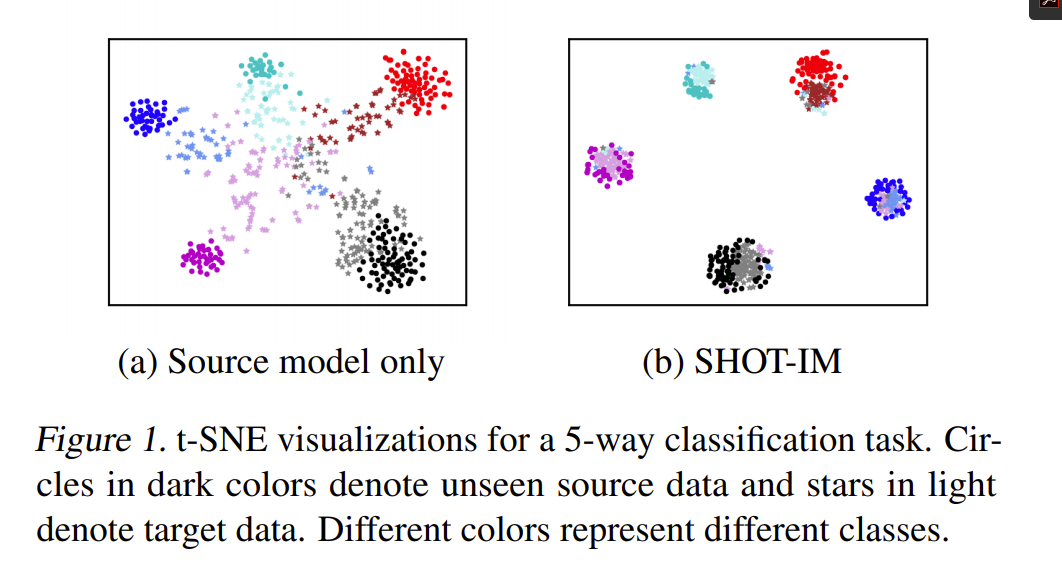 (a) Source model only
(b) SHOT-IM
Figure 1. t-SNE visualizations for a 5-way classification task. Cir-
cles in dark colors denote unseen source data and stars in light
denote target data. Different colors represent different classes.